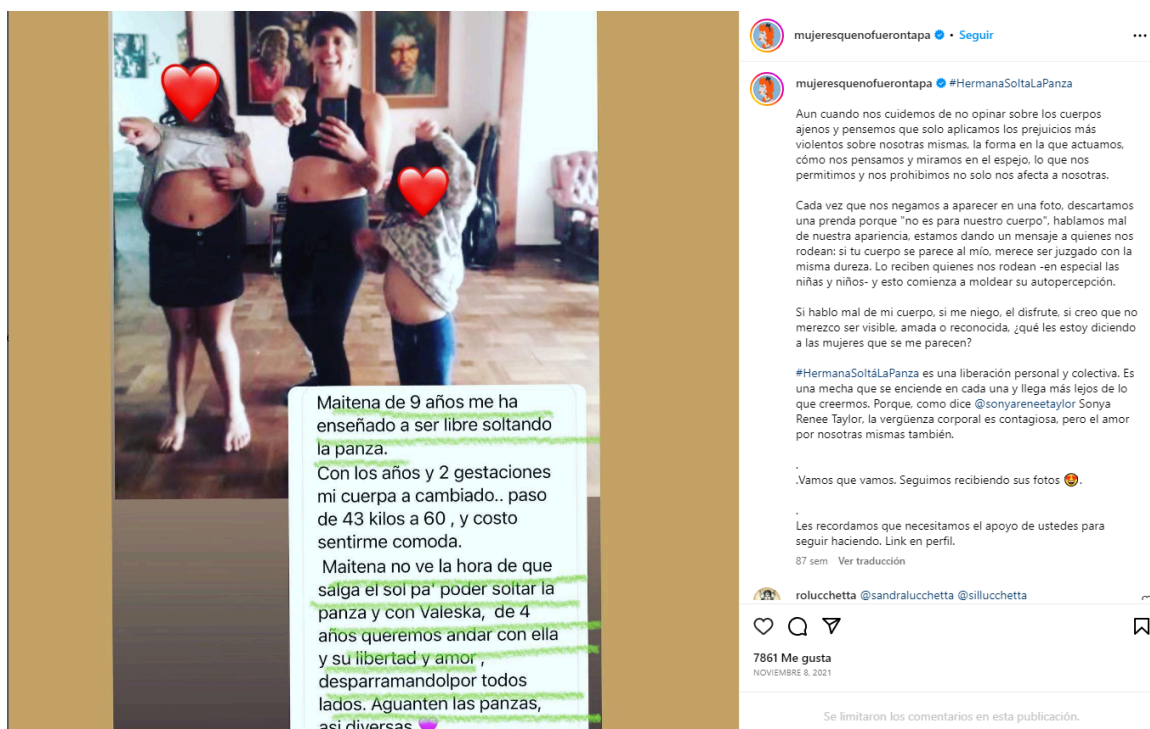 Maitena de 9 años me ha
enseñado a ser libre soltando
la panza.
Con los años y 2 gestaciones
mi cuerpa a cambiado.. paso
de 43 kilos a 60 , y costo
sentirme comoda.
Maitena no ve la hora de que
salga el sol pa' poder soltar la
panza y con Valeska, de 4
años queremos andar con ella
y su libertad y amor ,
desparramandolpor todos
lados. Aguanten las panzas,
asi diversas 💜
mujeresquenofuerontapa • Seguir
mujeresquenofuerontapa #HermanaSoltaLaPanza
Aun cuando nos cuidemos de no opinar sobre los cuerpos
ajenos y pensemos que solo aplicamos los prejuicios más
violentos sobre nosotras mismas, la forma en la que actuamos,
cómo nos pensamos y miramos en el espejo, lo que nos
permitimos y nos prohibimos no solo nos afecta a nosotras.
Cada vez que nos negamos a aparecer en una foto, descartamos
una prenda porque "no es para nuestro cuerpo", hablamos mal
de nuestra apariencia, estamos dando un mensaje a quienes nos
rodean: si tu cuerpo se parece al mío, merece ser juzgado con la
misma dureza. Lo reciben quienes nos rodean -en especial las
niñas y niños- y esto comienza a moldear su autopercepción.
Si hablo mal de mi cuerpo, si me niego, el disfrute, si creo que no
merezco ser visible, amada o reconocida, ¿qué les estoy diciendo
a las mujeres que se me parecen?
#HermanaSoltáLaPanza es una liberación personal y colectiva. Es
una mecha que se enciende en cada una y llega más lejos de lo
que creermos. Porque, como dice @sonyareneetaylor Sonya
Renee Taylor, la vergüenza corporal es contagiosa, pero el amor
por nosotras mismas también.
.
.Vamos que vamos. Seguimos recibiendo sus fotos 🤩.
.
Les recordamos que necesitamos el apoyo de ustedes para
seguir haciendo. Link en perfil.
87 sem Ver traducción
rolucchetta @sandralucchetta @sillucchetta
7861 Me gusta
NOVIEMBRE 8, 2021
Se limitaron los comentarios en esta publicación.